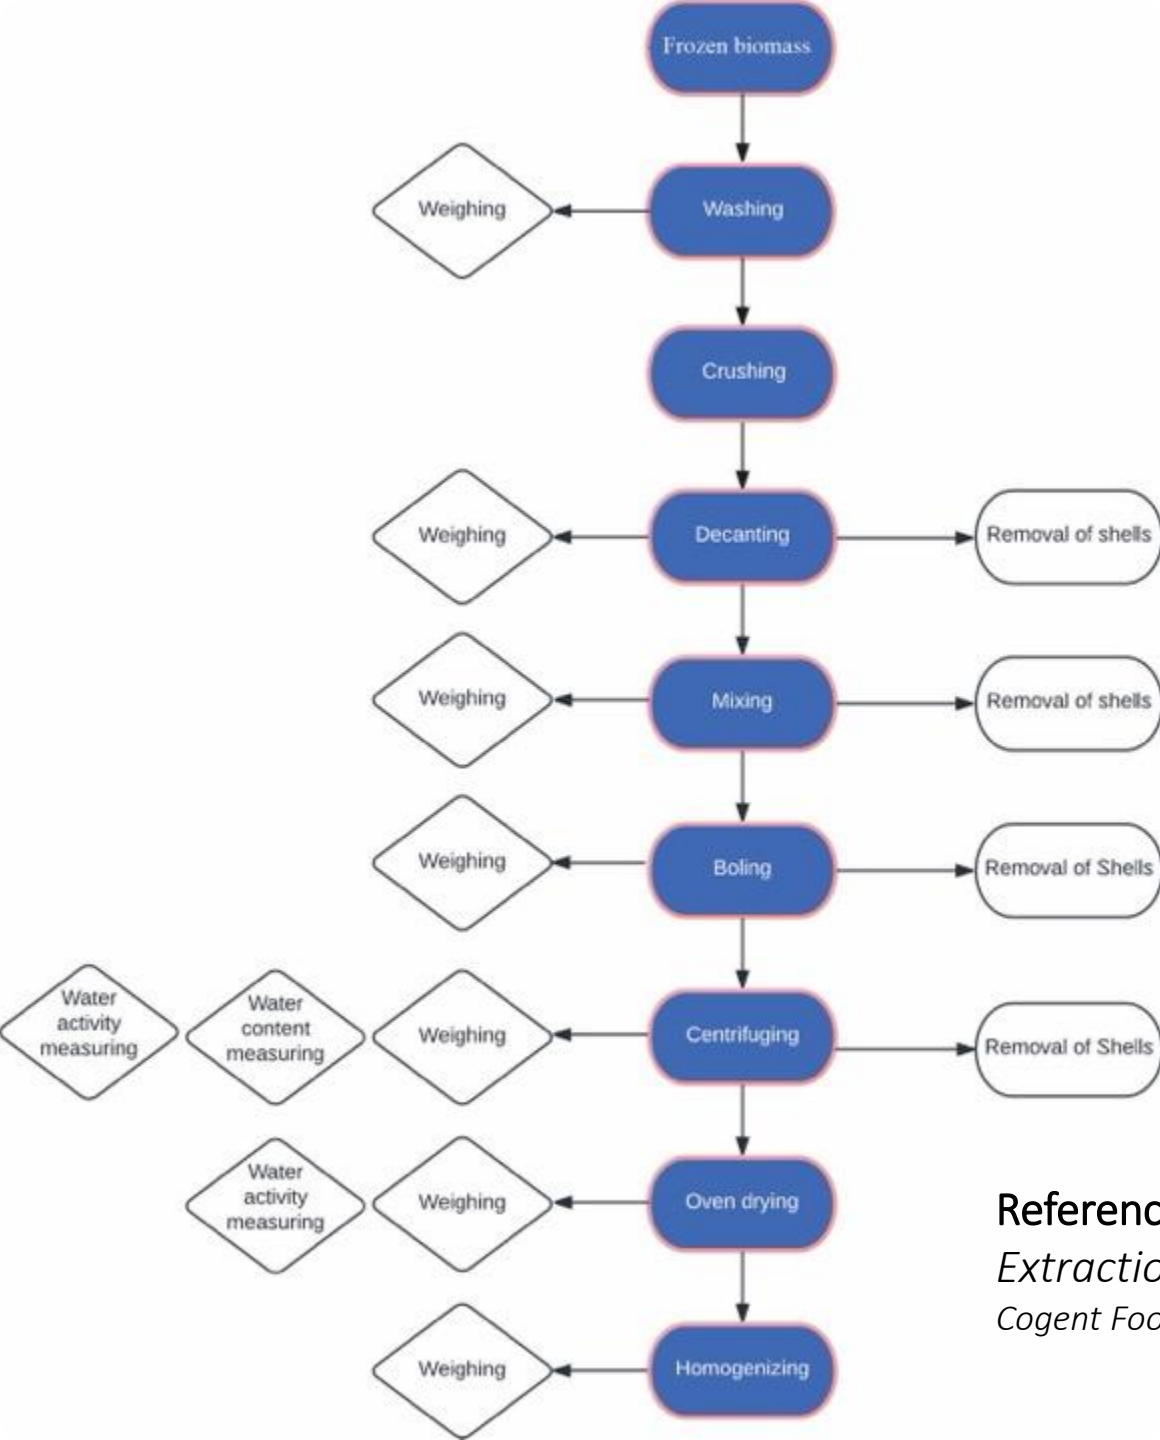 Frozen biomass
Weighing
Washing
Crushing
Weighing
Decanting
Removal of shells
Weighing
Mixing
Removal of shells
Weighing
Boling
Removal of Shells
Water
activity
measuring
Water
content
measuring
Weighing
Centrifuging
Removal of Shells
Water
activity
measuring
Weighing
Oven drying
Weighing
Homogenizing
Referenc
Extractio
Cogent Foo